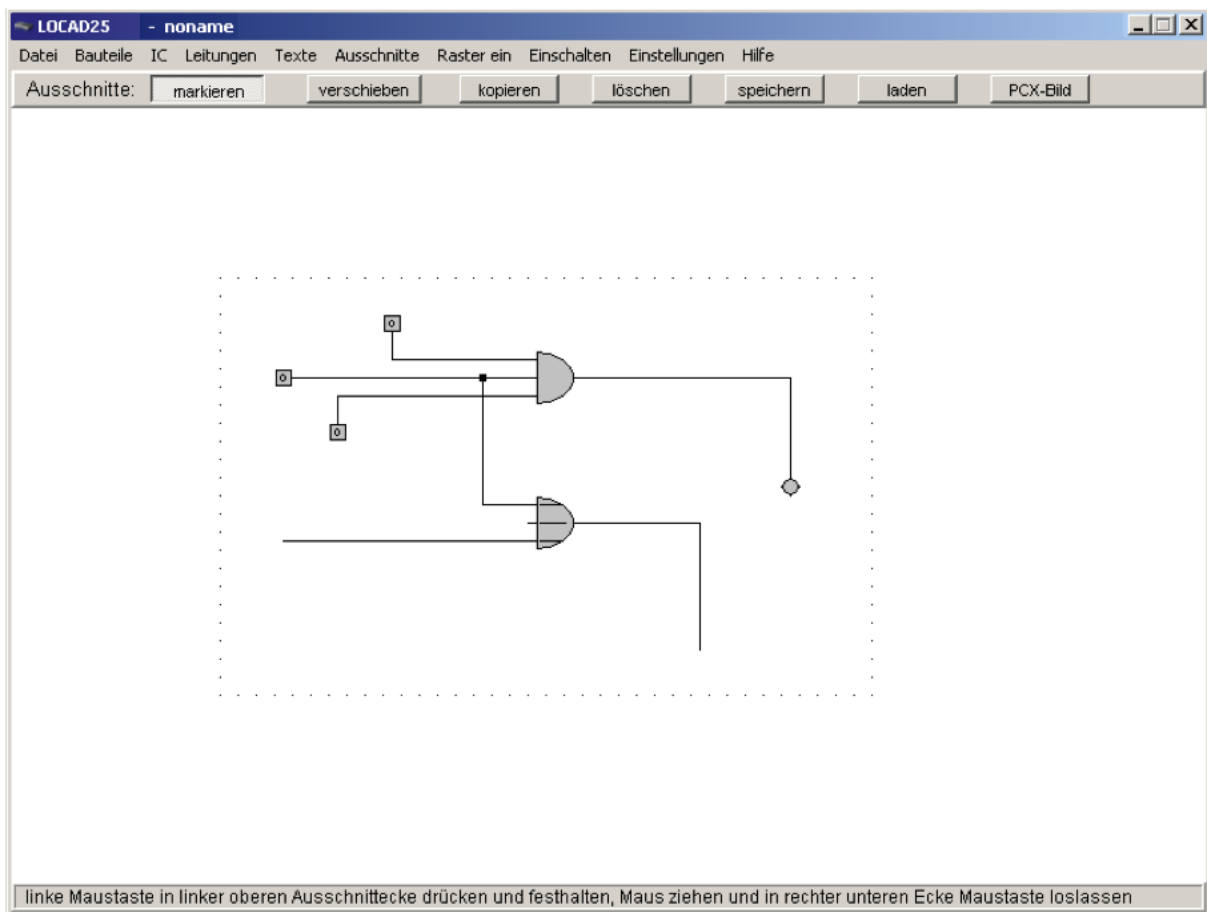 LOCAD25 - noname
Datei Bauteile IC Leitungen Texte Ausschnitte Raster ein Einschalten Einstellungen Hilfe
Ausschnitte: markieren verschieben kopieren löschen speichern laden PCX-Bild
0
0
0
linke Maustaste in linker oberen Ausschnittecke drücken und festhalten, Maus ziehen und in rechter unteren Ecke Maustaste loslassen